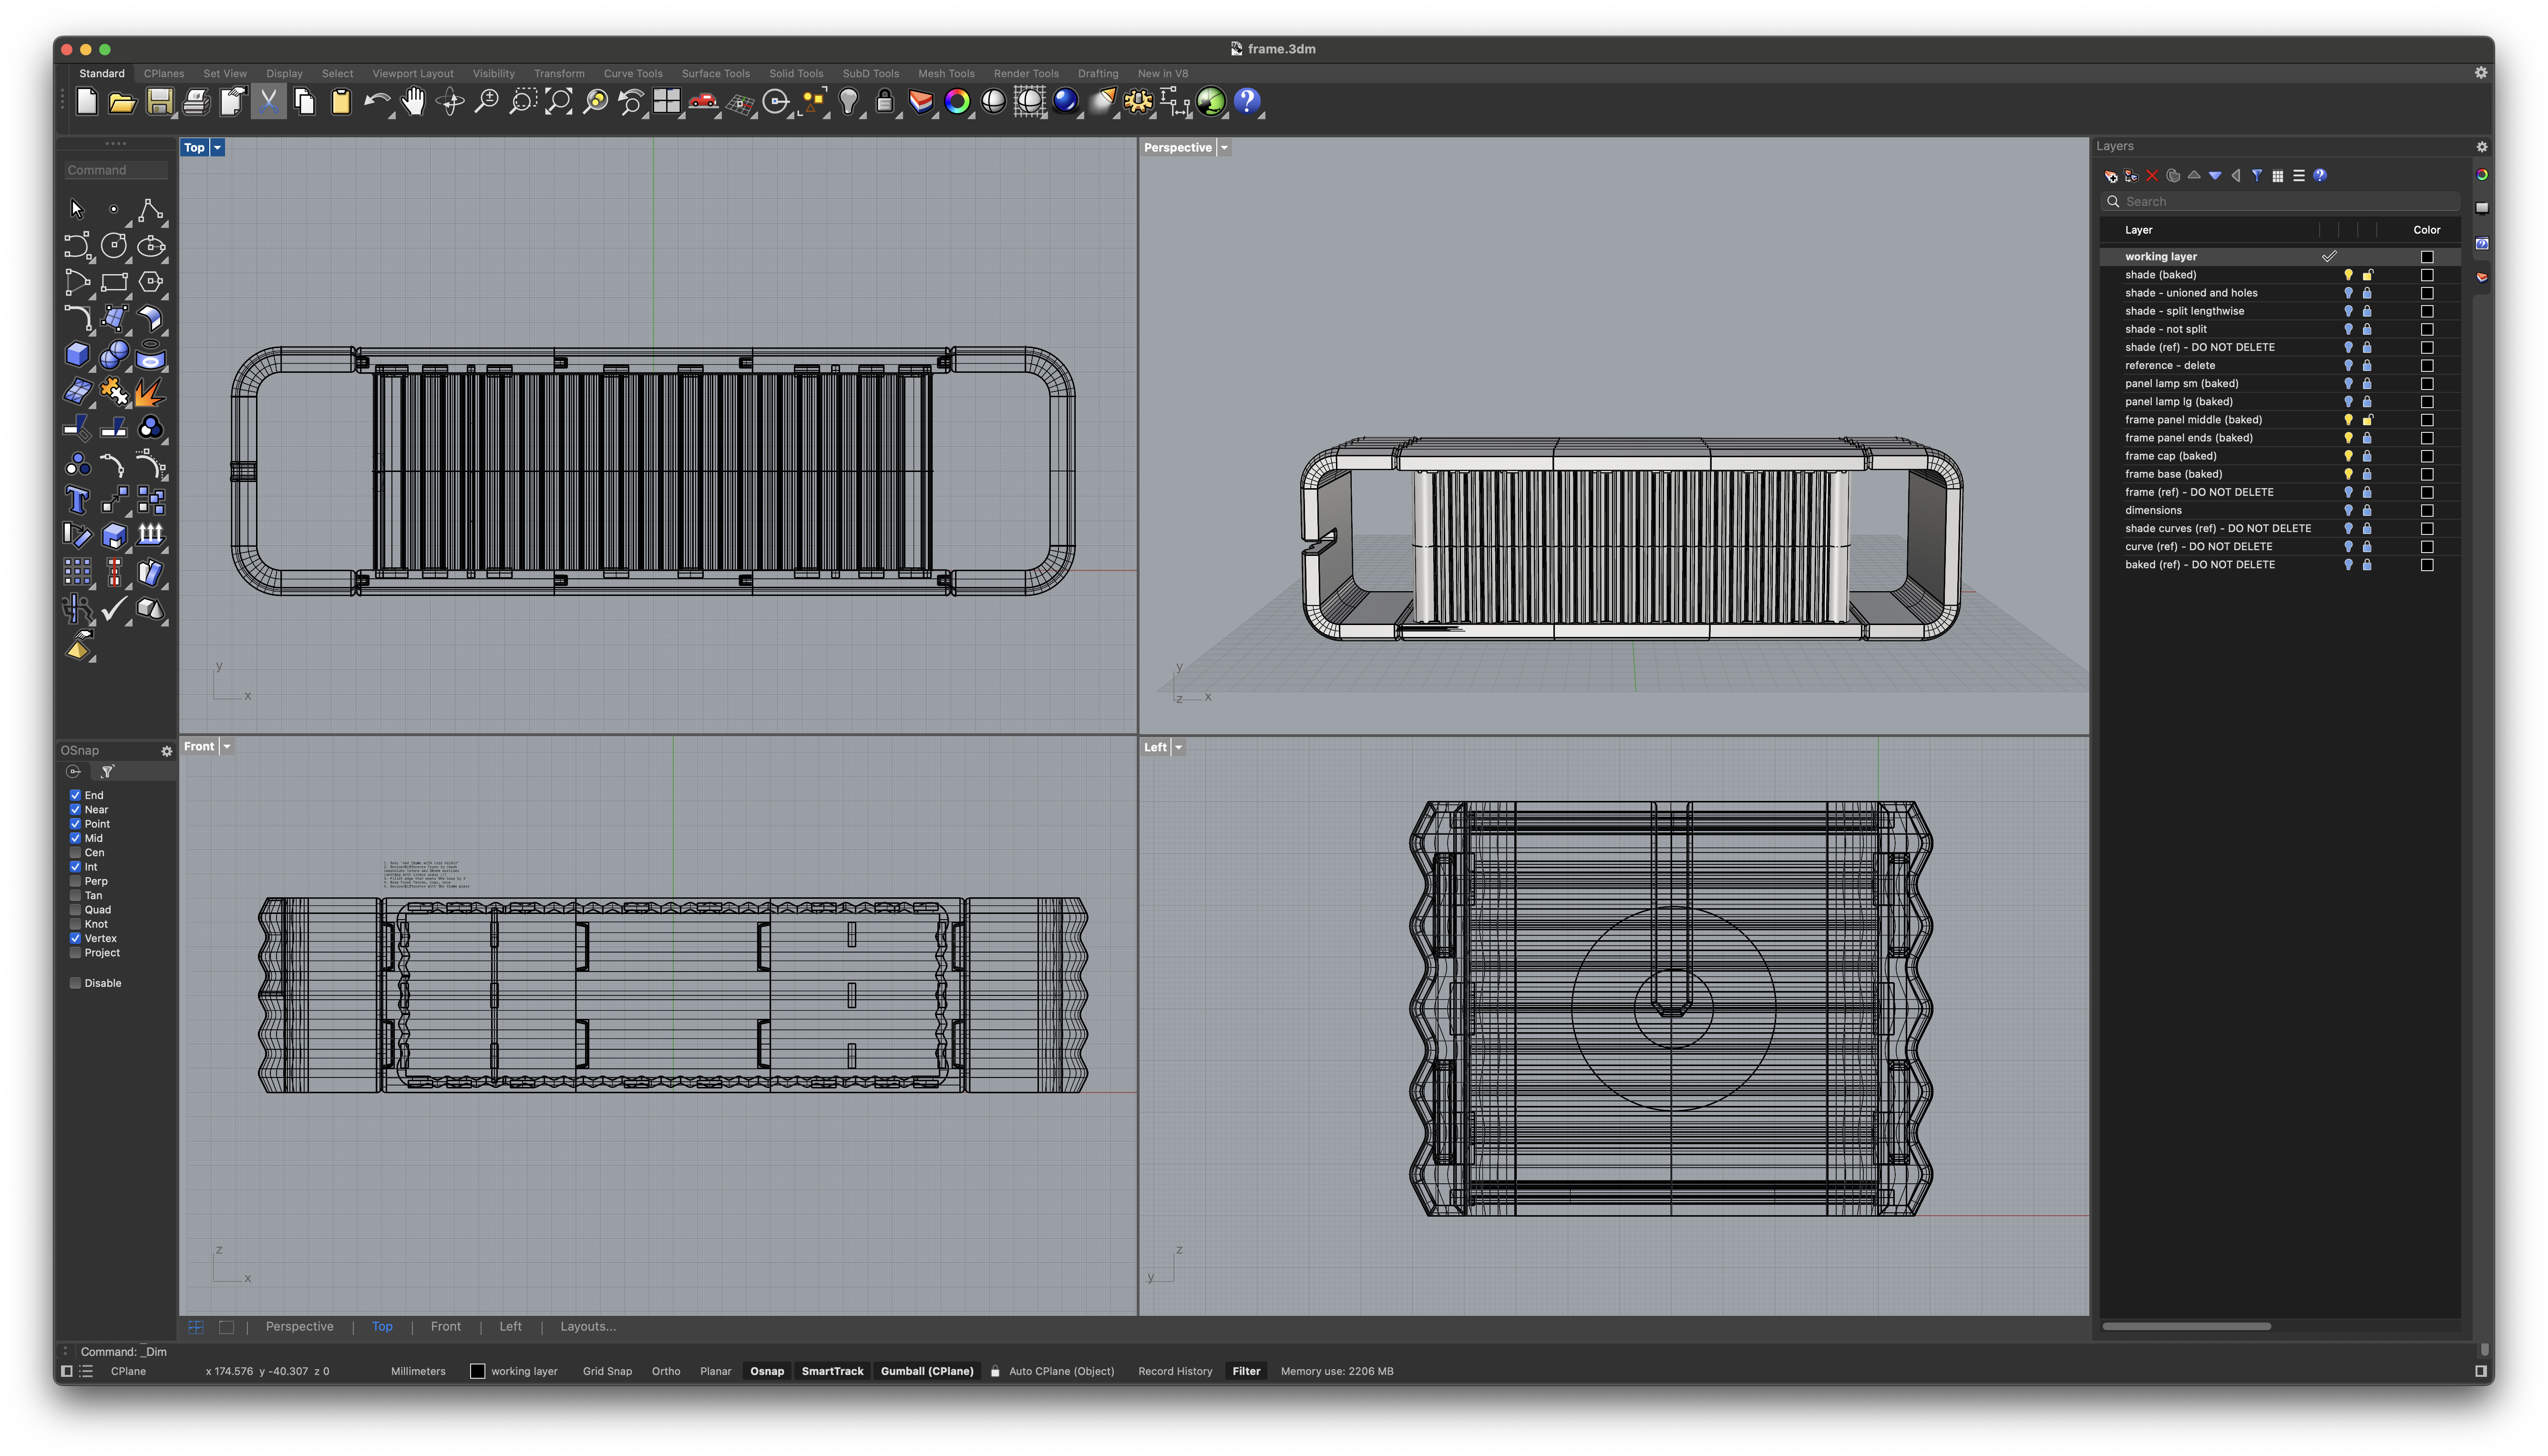 frame.3dm
Standard CPlanes Set View Display Select Viewport Layout Visibility Transform Curve Tools Surface Tools Solid Tools SubD Tools Mesh Tools Render Tools Drafting New in V8
Command
Top
Perspective
y
x
y
z x
Front
Left
z
x
z
y
OSnap
End
Near
Point
Mid
Cen
Int
Perp
Tan
Quad
Knot
Vertex
Project
Disable
Layers
Search
Layer Color
working layer
shade (baked)
shade - unioned and holes
shade - split lengthwise
shade - not split
shade (ref) - DO NOT DELETE
reference - delete
panel lamp sm (baked)
panel lamp lg (baked)
frame panel middle (baked)
frame panel ends (baked)
frame cap (baked)
frame base (baked)
frame (ref) - DO NOT DELETE
dimensions
shade curves (ref) - DO NOT DELETE
curve (ref) - DO NOT DELETE
baked (ref) - DO NOT DELETE
Perspective Top Front Left Layouts...
Command: _Dim
CPlane x 174.576 y -40.307 z 0 Millimeters working layer Grid Snap Ortho Planar Osnap SmartTrack Gumball (CPlane) Auto CPlane (Object) Record History Filter Memory use: 2206 MB